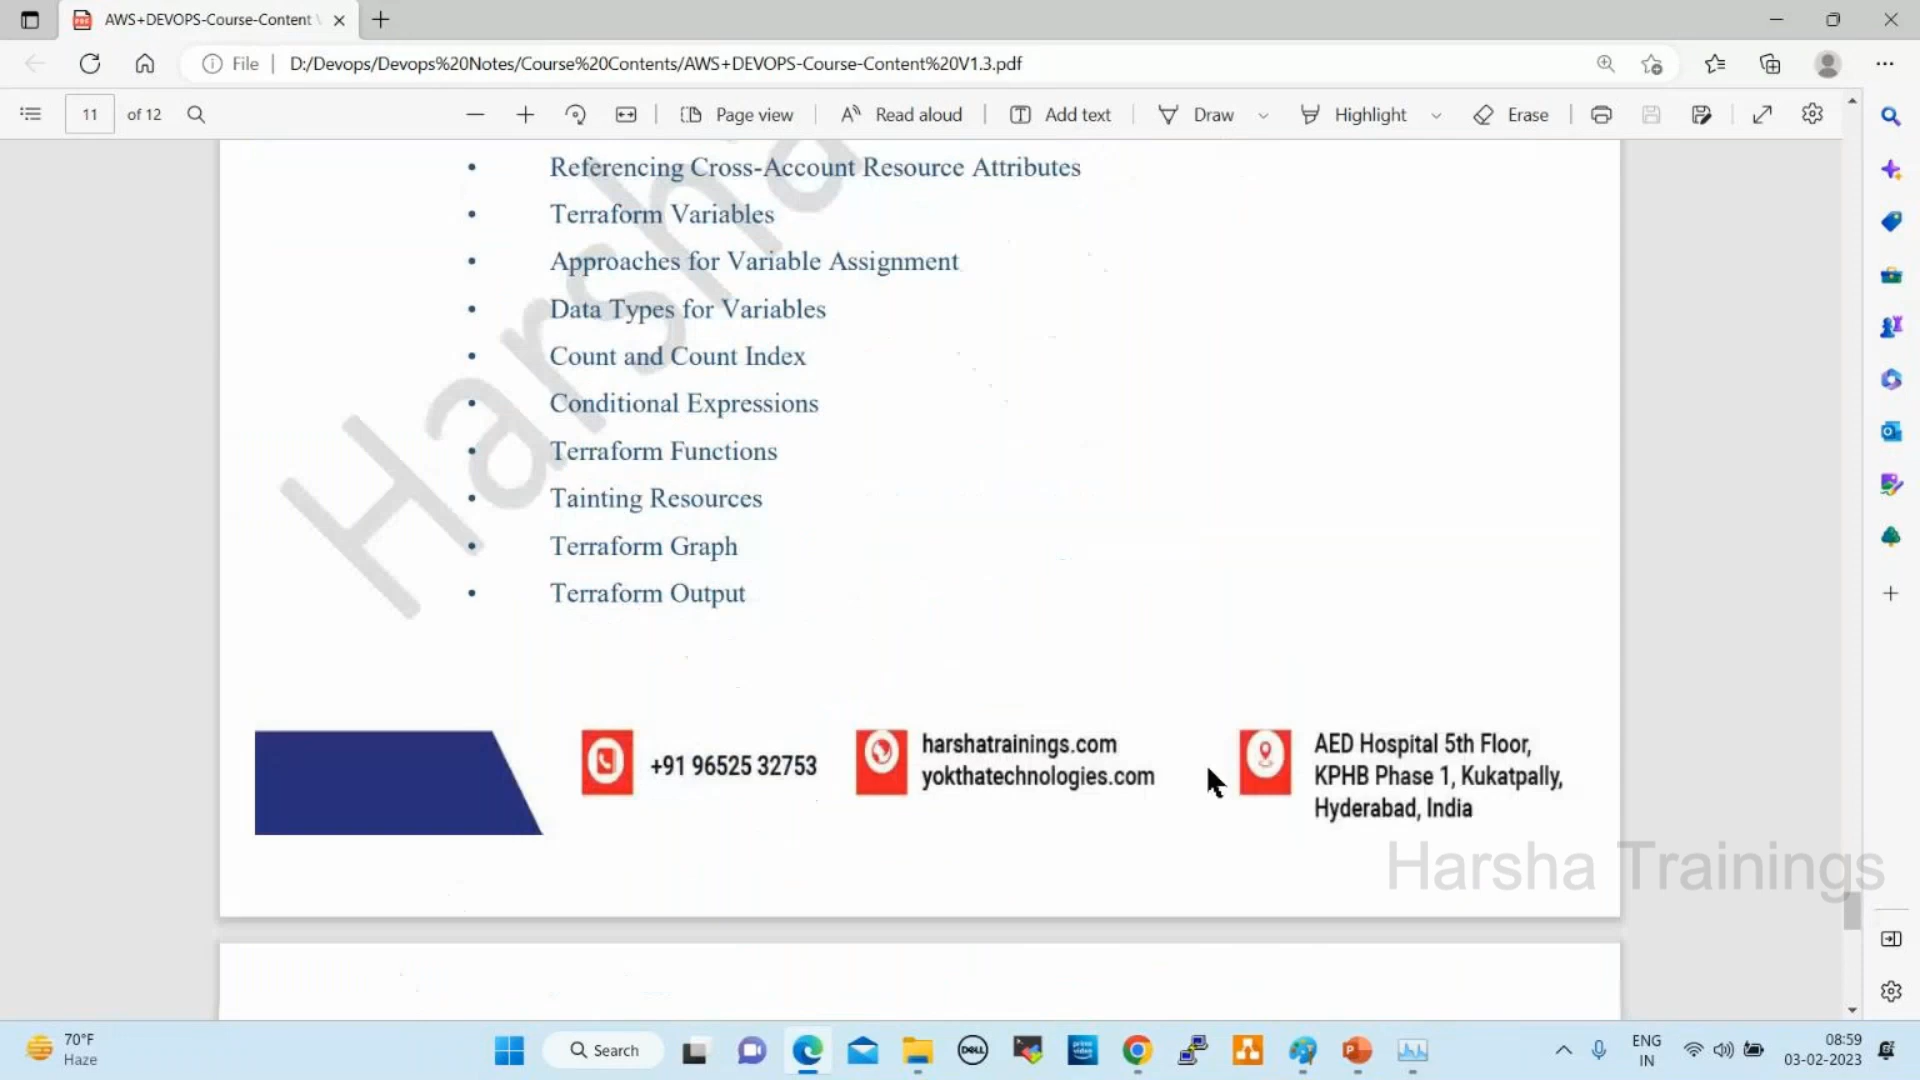 AWS+DEVOPS-Course-Content
File
D:/Devops/Devops%20Notes/Course%20Contents/AWS+DEVOPS-Course-Content%20V1.3.pdf
11 of 12
Page view
Read aloud
Add text
Draw
Highlight
Erase
Referencing Cross-Account Resource Attributes
Terraform Variables
Approaches for Variable Assignment
Data Types for Variables
Count and Count Index
Conditional Expressions
Terraform Functions
Tainting Resources
Terraform Graph
Terraform Output
Harsha
+91 96525 32753
harshatrainings.com
yokthatechnologies.com
AED Hospital 5th Floor,
KPHB Phase 1, Kukatpally,
Hyderabad, India
Harsha Trainings
70°F
Haze
Search
DELL
prime video
ENG
IN
08:59
03-02-2023